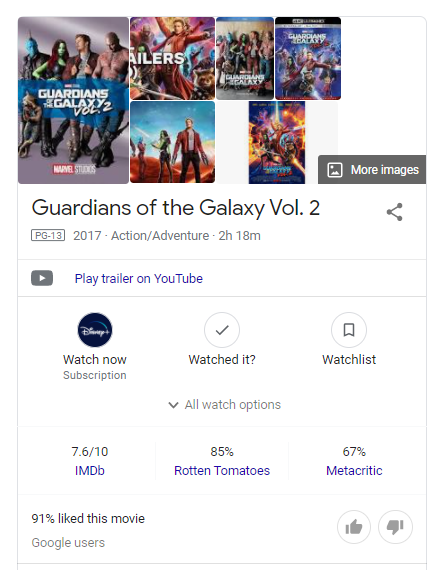 GUARDIANS
OF THE GALAXY
VOL. 2
MARVEL STUDIOS
AILERS
GUARDIANS
OF THE GALAXY
GUARDIANS
OF THE GALAXY
More images
Guardians of the Galaxy Vol. 2
PG-13 2017 · Action/Adventure · 2h 18m
Play trailer on YouTube
Disney+
Watch now Watched it? Watchlist
Subscription
All watch options
7.6/10 85% 67%
IMDb Rotten Tomatoes Metacritic
91% liked this movie
Google users